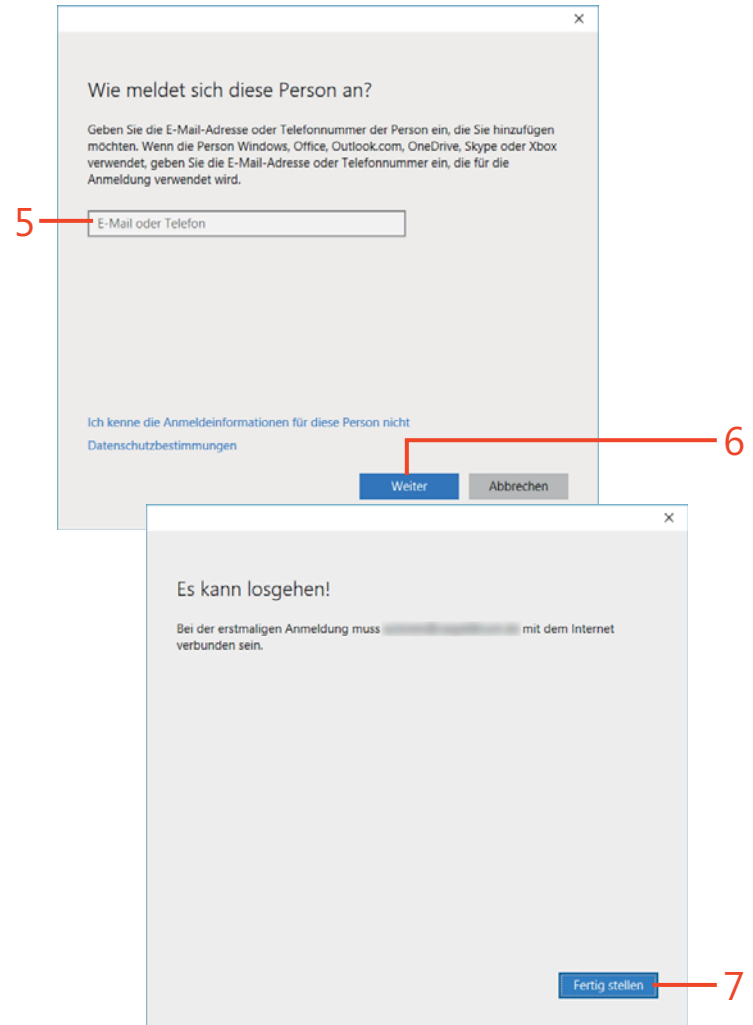 Wie meldet sich diese Person an?
Geben Sie die E-Mail-Adresse oder Telefonnummer der Person ein, die Sie hinzufügen
möchten. Wenn die Person Windows, Office, Outlook.com, OneDrive, Skype oder Xbox
verwendet, geben Sie die E-Mail-Adresse oder Telefonnummer ein, die für die
Anmeldung verwendet wird.
5
E-Mail oder Telefon
Ich kenne die Anmeldeinformationen für diese Person nicht
Datenschutzbestimmungen
6
Weiter Abbrechen
Es kann losgehen!
Bei der erstmaligen Anmeldung muss mit dem Internet
verbunden sein.
Fertig stellen
7